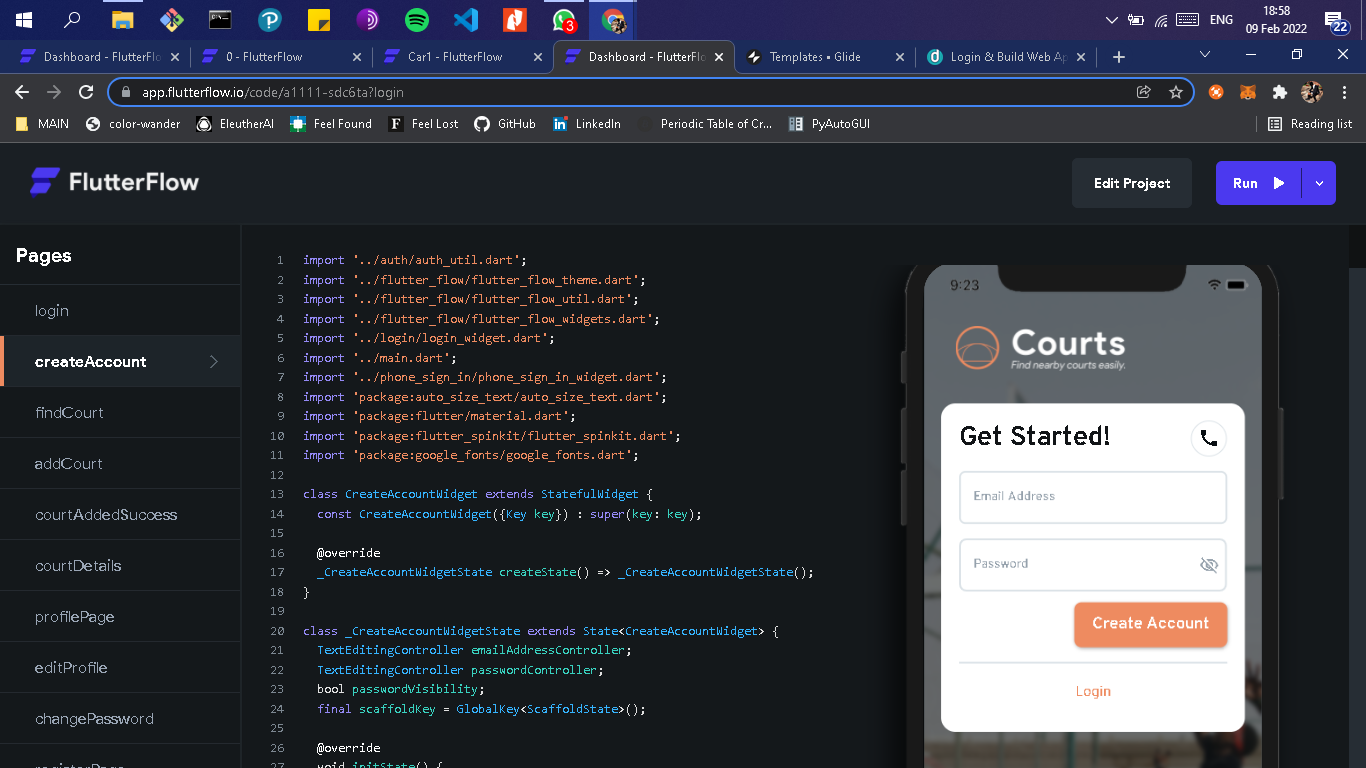 3
ENG
18:58
09 Feb 2022
22
Dashboard - FlutterFlo
0 - FlutterFlow
Car1 - FlutterFlow
Dashboard - FlutterFlo
Templates • Glide
Login & Build Web Ap
app.flutterflow.io/code/a1111-sdc6ta?login
MAIN
color-wander
EleutherAI
Feel Found
F
Feel Lost
GitHub
in
LinkedIn
Periodic Table of Cr...
PyAutoGUI
Reading list
FlutterFlow
Edit Project
Run
Pages
login
createAccount
findCourt
addCourt
courtAddedSuccess
courtDetails
profilePage
editProfile
changePassword
registerPage
1 import '../auth/auth_util.dart';
2 import '../flutter_flow/flutter_flow_theme.dart';
3 import '../flutter_flow/flutter_flow_util.dart';
4 import '../flutter_flow/flutter_flow_widgets.dart';
5 import '../login/login_widget.dart';
6 import '../main.dart';
7 import '../phone_sign_in/phone_sign_in_widget.dart';
8 import 'package:auto_size_text/auto_size_text.dart';
9 import 'package:flutter/material.dart';
10 import 'package:flutter_spinkit/flutter_spinkit.dart';
11 import 'package:google_fonts/google_fonts.dart';
12
13 class CreateAccountWidget extends StatefulWidget {
14 const CreateAccountWidget({Key key}) : super(key: key);
15
16 @override
17 _CreateAccountWidgetState createState() => _CreateAccountWidgetState();
18 }
19
20 class _CreateAccountWidgetState extends State<CreateAccountWidget> {
21 TextEditingController emailAddressController;
22 TextEditingController passwordController;
23 bool passwordVisibility;
24 final scaffoldKey = GlobalKey<ScaffoldState>();
25
26 @override
27 void initState() {
9:23
Courts
Find nearby courts easily.
Get Started!
Email Address
Password
Create Account
Login